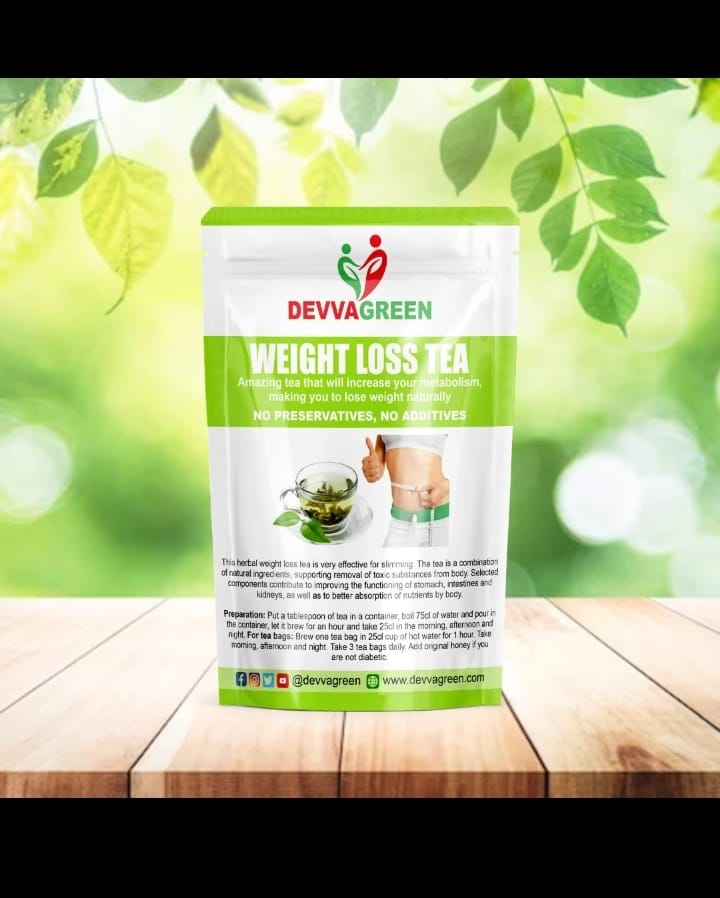 DEVVAGREEN
WEIGHT LOSS TEA
Amazing tea that will increase your metabolism,
making you to lose weight naturally
NO PRESERVATIVES, NO ADDITIVES
This herbal weight loss tea is very effective for slimming. The tea is a combination
of natural ingredients, supporting removal of toxic substances from body. Selected
components contribute to improving the functioning of stomach, intestines and
kidneys, as well as to better absorption of nutrients by body.
Preparation: Put a tablespoon of tea in a container, boil 75cl of water and pour in
the container, let it brew for an hour and take 25cl in the morning, afternoon and
night. For tea bags: Brew one tea bag in 25cl cup of hot water for 1 hour. Take
morning, afternoon and night. Take 3 tea bags daily. Add original honey if you
are not diabetic.
@devvagreen www.devvagreen.com